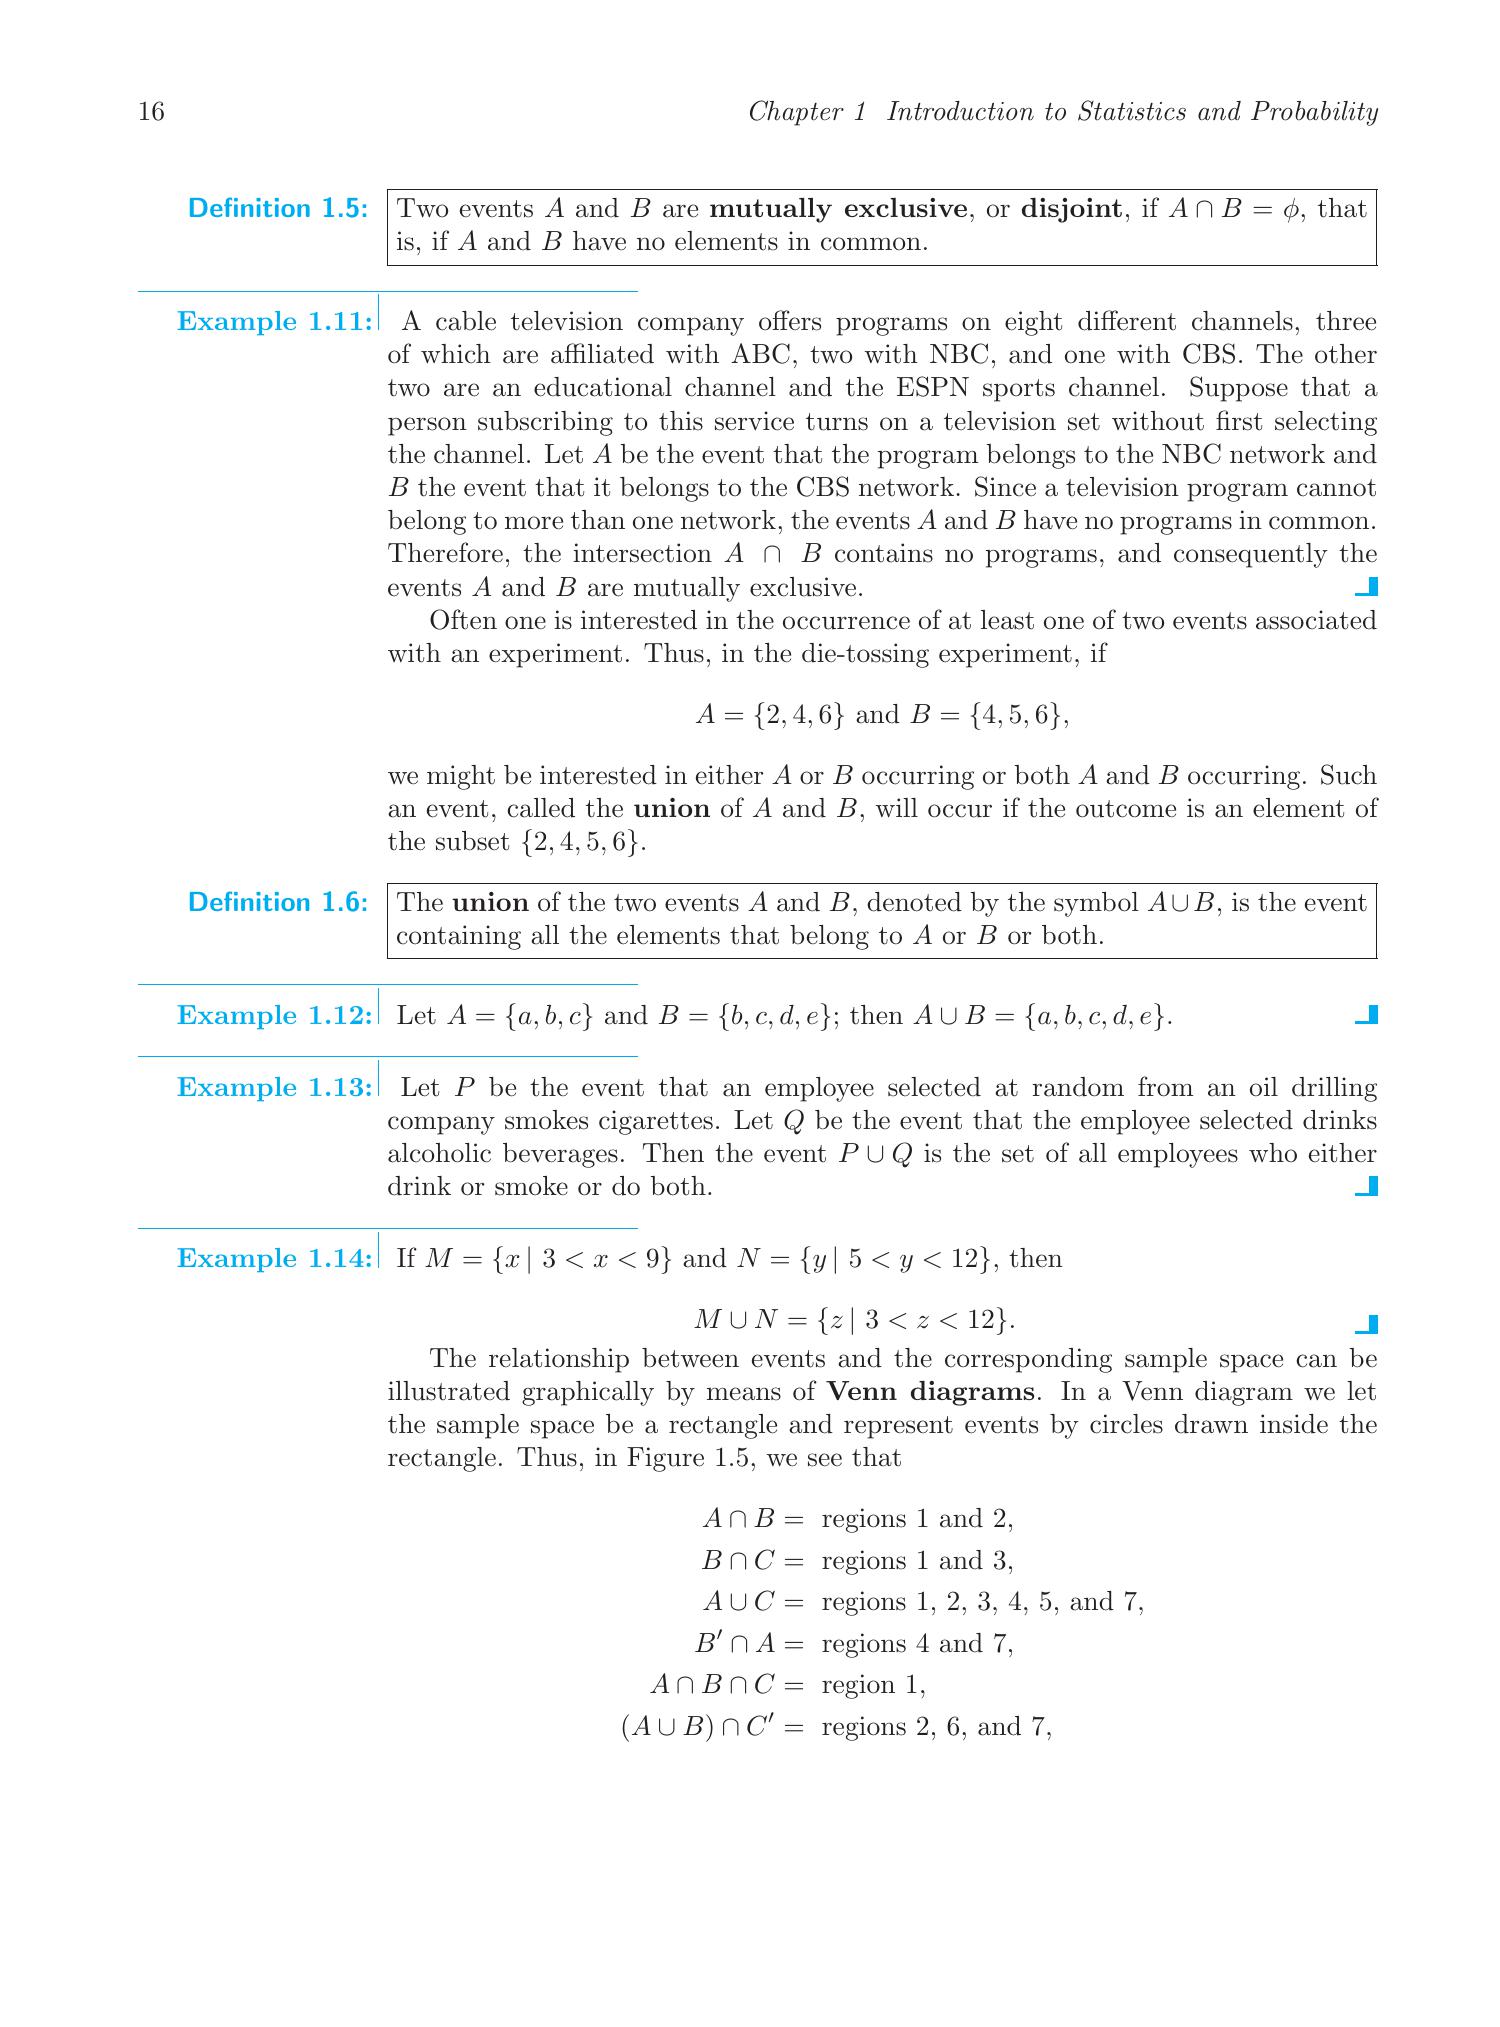 16 Chapter 1 Introduction to Statistics and Probability
Definition 1.5: Two events A and B are mutually exclusive, or disjoint, if A ∩ B = ϕ, that
is, if A and B have no elements in common.
Example 1.11: A cable television company offers programs on eight different channels, three
of which are affiliated with ABC, two with NBC, and one with CBS. The other
two are an educational channel and the ESPN sports channel. Suppose that a
person subscribing to this service turns on a television set without first selecting
the channel. Let A be the event that the program belongs to the NBC network and
B the event that it belongs to the CBS network. Since a television program cannot
belong to more than one network, the events A and B have no programs in common.
Therefore, the intersection A ∩ B contains no programs, and consequently the
events A and B are mutually exclusive.
Often one is interested in the occurrence of at least one of two events associated
with an experiment. Thus, in the die-tossing experiment, if
A = {2, 4, 6} and B = {4, 5, 6},
we might be interested in either A or B occurring or both A and B occurring. Such
an event, called the union of A and B, will occur if the outcome is an element of
the subset {2, 4, 5, 6}.
Definition 1.6: The union of the two events A and B, denoted by the symbol A ∪ B, is the event
containing all the elements that belong to A or B or both.
Example 1.12: Let A = {a, b, c} and B = {b, c, d, e}; then A ∪ B = {a, b, c, d, e}.
Example 1.13: Let P be the event that an employee selected at random from an oil drilling
company smokes cigarettes. Let Q be the event that the employee selected drinks
alcoholic beverages. Then the event P ∪ Q is the set of all employees who either
drink or smoke or do both.
Example 1.14: If M = {x | 3 < x < 9} and N = {y | 5 < y < 12}, then
M ∪ N = {z | 3 < z < 12}.
The relationship between events and the corresponding sample space can be
illustrated graphically by means of Venn diagrams. In a Venn diagram we let
the sample space be a rectangle and represent events by circles drawn inside the
rectangle. Thus, in Figure 1.5, we see that
A ∩ B = regions 1 and 2,
B ∩ C = regions 1 and 3,
A ∪ C = regions 1, 2, 3, 4, 5, and 7,
B′ ∩ A = regions 4 and 7,
A ∩ B ∩ C = region 1,
(A ∪ B) ∩ C′ = regions 2, 6, and 7,